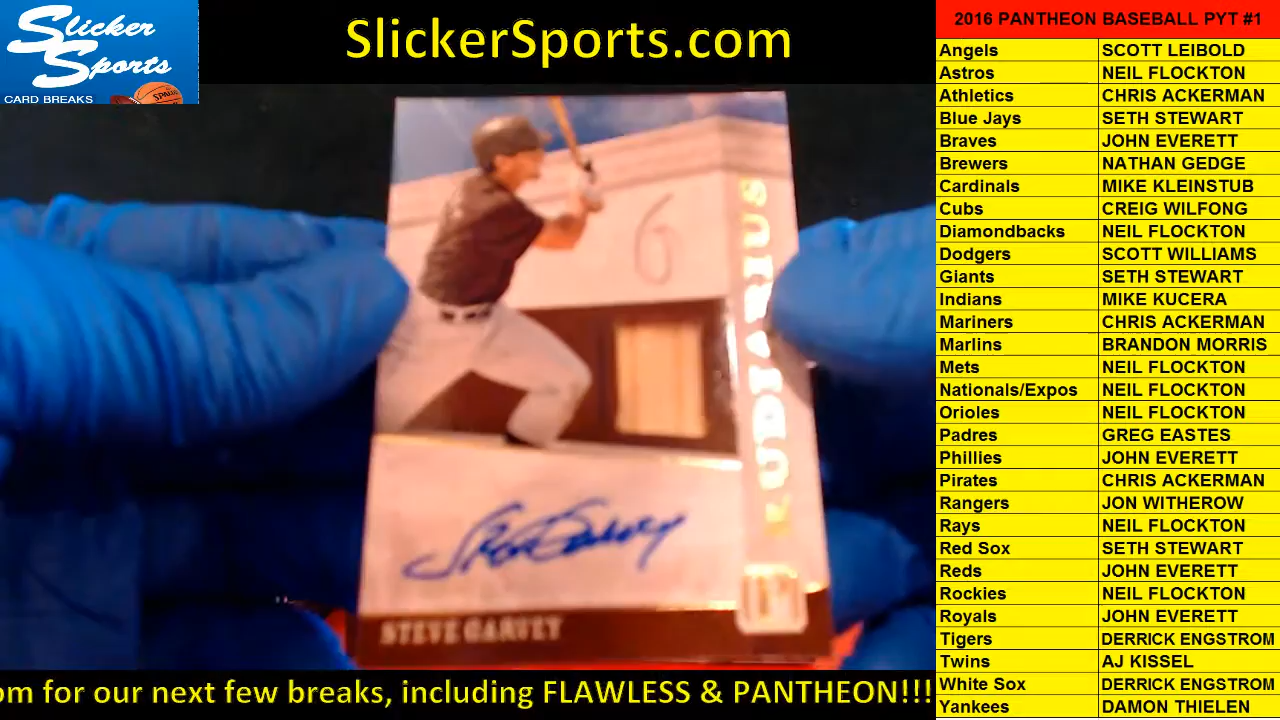 Slicker
Sports
CARD BREAKS
SPALDING
SlickerSports.com
6
RUDIARIUS
Steve Garvey
STEVE GARVEY
om for our next few breaks, including FLAWLESS & PANTHEON!!!
2016 PANTHEON BASEBALL PYT #1
Angels SCOTT LEIBOLD
Astros NEIL FLOCKTON
Athletics CHRIS ACKERMAN
Blue Jays SETH STEWART
Braves JOHN EVERETT
Brewers NATHAN GEDGE
Cardinals MIKE KLEINSTUB
Cubs CREIG WILFONG
Diamondbacks NEIL FLOCKTON
Dodgers SCOTT WILLIAMS
Giants SETH STEWART
Indians MIKE KUCERA
Mariners CHRIS ACKERMAN
Marlins BRANDON MORRIS
Mets NEIL FLOCKTON
Nationals/Expos NEIL FLOCKTON
Orioles NEIL FLOCKTON
Padres GREG EASTES
Phillies JOHN EVERETT
Pirates CHRIS ACKERMAN
Rangers JON WITHEROW
Rays NEIL FLOCKTON
Red Sox SETH STEWART
Reds JOHN EVERETT
Rockies NEIL FLOCKTON
Royals JOHN EVERETT
Tigers DERRICK ENGSTROM
Twins AJ KISSEL
White Sox DERRICK ENGSTROM
Yankees DAMON THIELEN